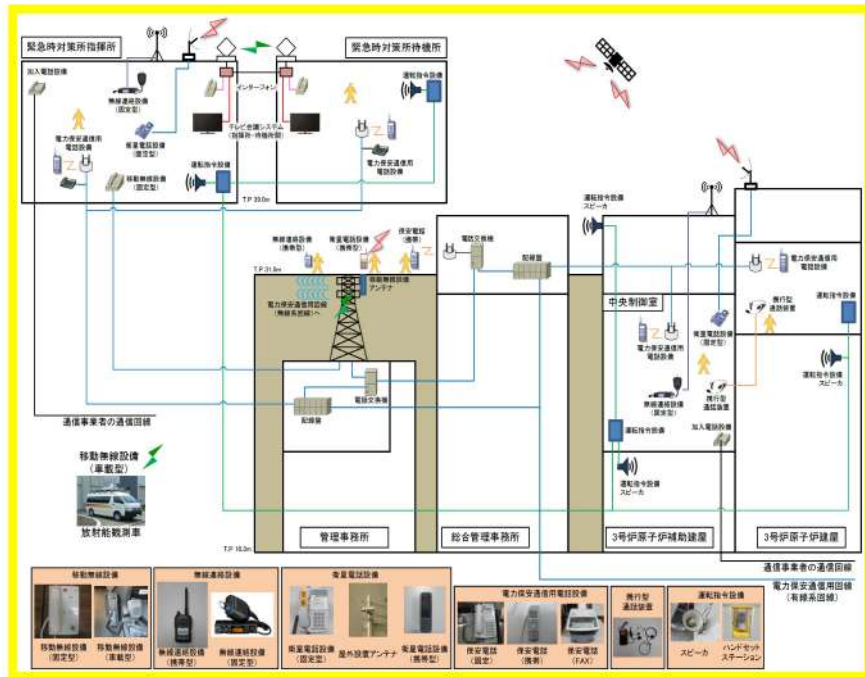 緊急時対策所指揮所
緊急時対策所待機所
加入電話設備
無線連絡設備
(固定型)
インターフォン
運転指令設備
電力保安通信用
電話設備
衛星電話設備
(固定型)
テレビ会議システム
(指揮所-待機所間)
移動無線設備
(固定型)
運転指令設備
電力保安通信用
電話設備
T.P 39.0m
無線連絡設備
(携帯型)
衛星電話設備
(携帯型)
保安電話
(携帯)
電話交換機
配線盤
運転指令設備
スピーカ
T.P 31.0m
移動無線設備
アンテナ
電力保安通信用回線
(無線系回線)へ
中央制御室
電力保安通信用
電話設備
携行型
通話装置
運転指令設備
衛星電話設備
(固定型)
電力保安通信用
電話設備
運転指令設備
スピーカ
無線連絡設備
(固定型)
携行型
通話装置
加入電話設備
運転指令設備
運転指令設備
スピーカ
電話交換機
配線盤
通信事業者の通信回線
移動無線設備
(車載型)
放射能観測車
T.P 10.0m
管理事務所
総合管理事務所
3号炉原子炉補助建屋
3号炉原子炉建屋
通信事業者の通信回線
電力保安通信用回線
(有線系回線)
移動無線設備
移動無線設備
(固定型)
移動無線設備
(車載型)
無線連絡設備
無線連絡設備
(携帯型)
無線連絡設備
(固定型)
衛星電話設備
衛星電話設備
(固定型)
屋外設置アンテナ
衛星電話設備
(携帯型)
電力保安通信用電話設備
保安電話
(固定)
保安電話
(携帯)
保安電話
(FAX)
携行型
通話装置
運転指令設備
スピーカ
ハンドセット
ステーション